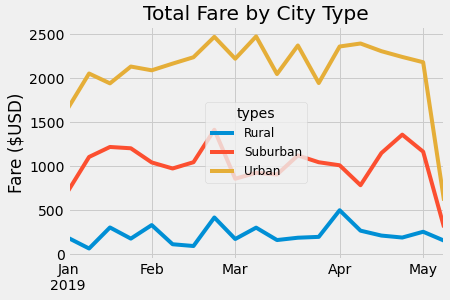 Total Fare by City Type
Fare ($USD)
2500
2000
1500
1000
500
0
types
Rural
Suburban
Urban
Jan
2019
Feb
Mar
Apr
May